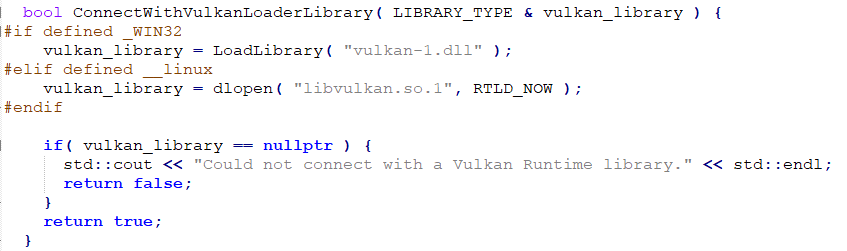 bool ConnectWithVulkanLoaderLibrary( LIBRARY_TYPE & vulkan_library ) {
#if defined _WIN32
    vulkan_library = LoadLibrary( "vulkan-1.dll" );
#elif defined __linux
    vulkan_library = dlopen( "libvulkan.so.1", RTLD_NOW );
#endif

    if( vulkan_library == nullptr ) {
      std::cout << "Could not connect with a Vulkan Runtime library." << std::endl;
      return false;
    }
    return true;
  }